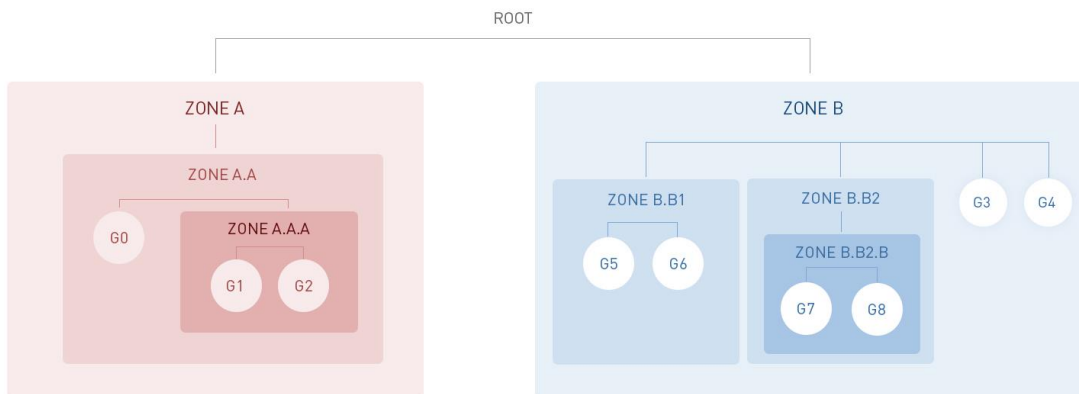 ROOT
ZONE A
ZONE A.A
G0
ZONE A.A.A
G1
G2
ZONE B
ZONE B.B1
G5
G6
ZONE B.B2
ZONE B.B2.B
G7
G8
G3
G4